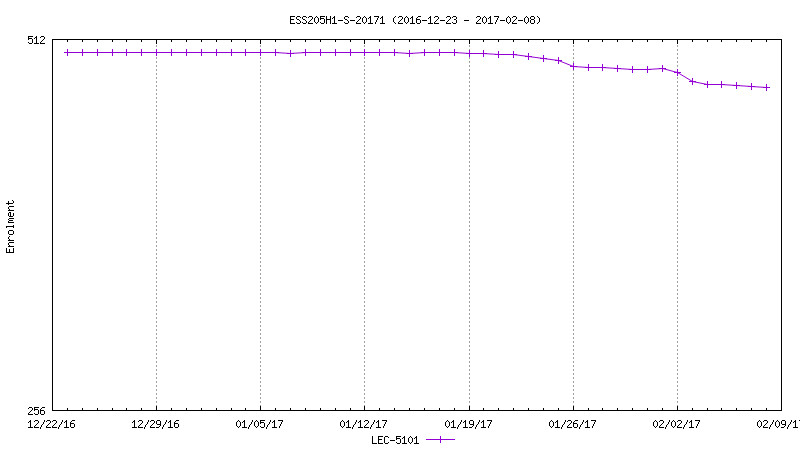 ESS205H1-S-20171 (2016-12-23 - 2017-02-08)
512
Enrolment
256
12/22/16 12/29/16 01/05/17 01/12/17 01/19/17 01/26/17 02/02/17 02/09/1
LEC-5101